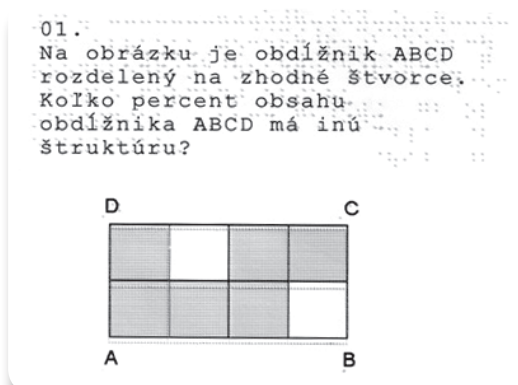 01.
Na obrázku je obdĺžnik ABCD
rozdelený na zhodné štvorce.
Koľko percent obsahu
obdĺžnika ABCD má inú
štruktúru?
D C
A B